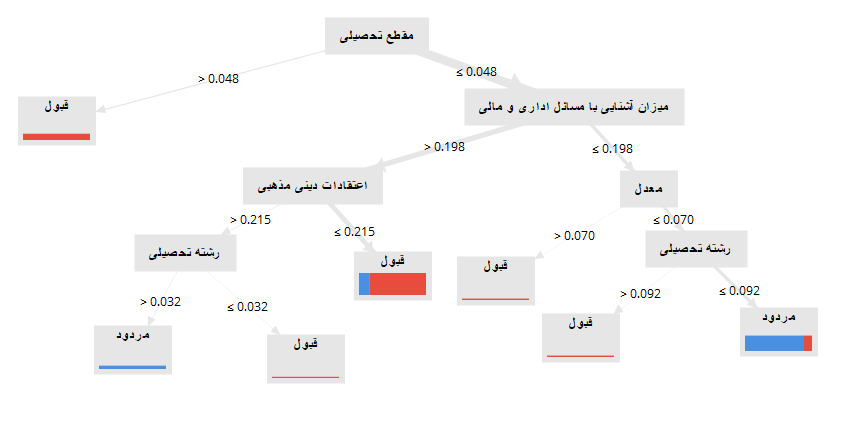 مقطع تحصیلی
> 0.048
≤ 0.048
قبول
میزان آشنایی با مسائل اداری و مالی
> 0.198
≤ 0.198
اعتقادات دینی مذهبی
معدل
> 0.215
≤ 0.215
> 0.070
≤ 0.070
رشته تحصیلی
قبول
قبول
رشته تحصیلی
> 0.032
≤ 0.032
> 0.092
≤ 0.092
مردود
قبول
قبول
مردود